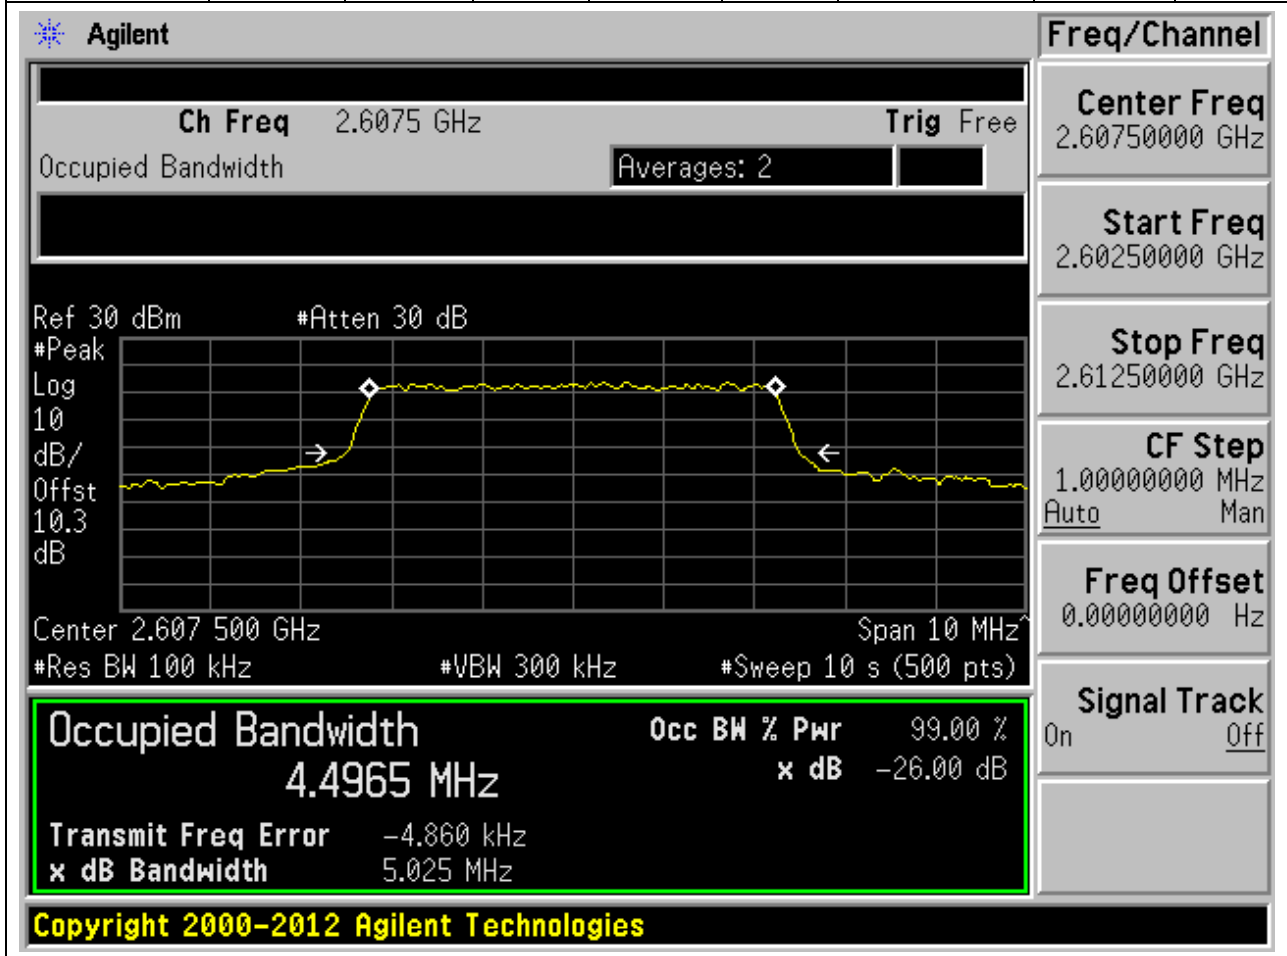 Agilent
Freq/Channel
Ch Freq 2.6075 GHz Trig Free
Occupied Bandwidth Averages: 2
Center Freq
2.60750000 GHz
Start Freq
2.60250000 GHz
Stop Freq
2.61250000 GHz
CF Step
1.00000000 MHz
Auto Man
Freq Offset
0.00000000 Hz
Signal Track
On Off
Ref 30 dBm #Atten 30 dB
#Peak
Log
10
dB/
Offst
10.3
dB
Center 2.607 500 GHz Span 10 MHz^
#Res BW 100 kHz #VBW 300 kHz #Sweep 10 s (500 pts)
Occupied Bandwidth Occ BW % Pwr 99.00 %
4.4965 MHz x dB -26.00 dB
Transmit Freq Error -4.860 kHz
x dB Bandwidth 5.025 MHz
Copyright 2000-2012 Agilent Technologies